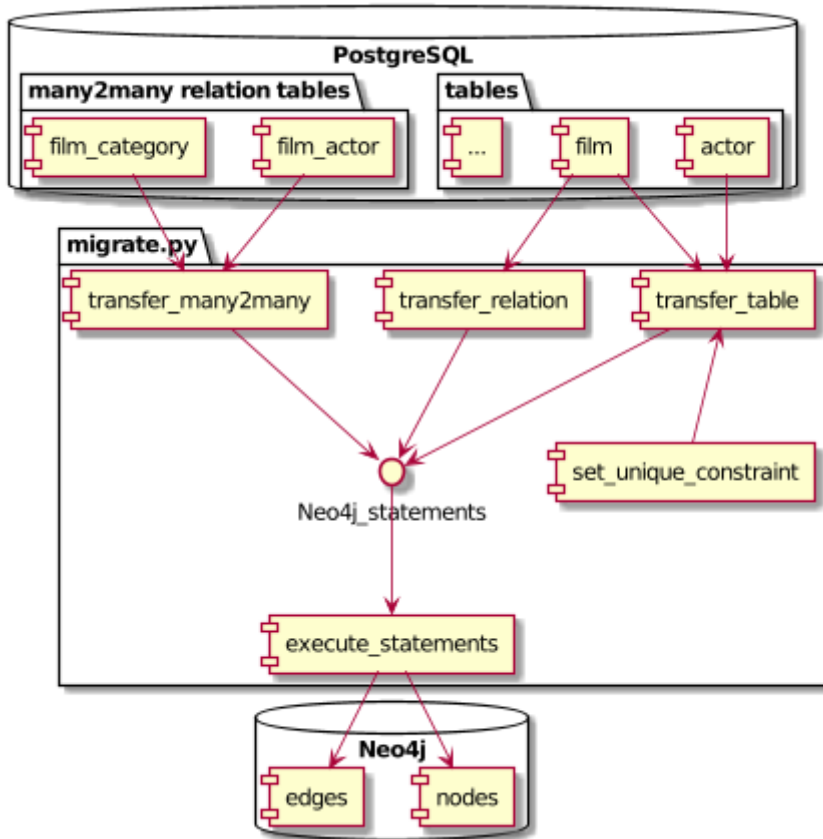 PostgreSQL
many2many relation tables
tables
film_category
film_actor
...
film
actor
migrate.py
transfer_many2many
transfer_relation
transfer_table
set_unique_constraint
Neo4j_statements
execute_statements
Neo4j
edges
nodes